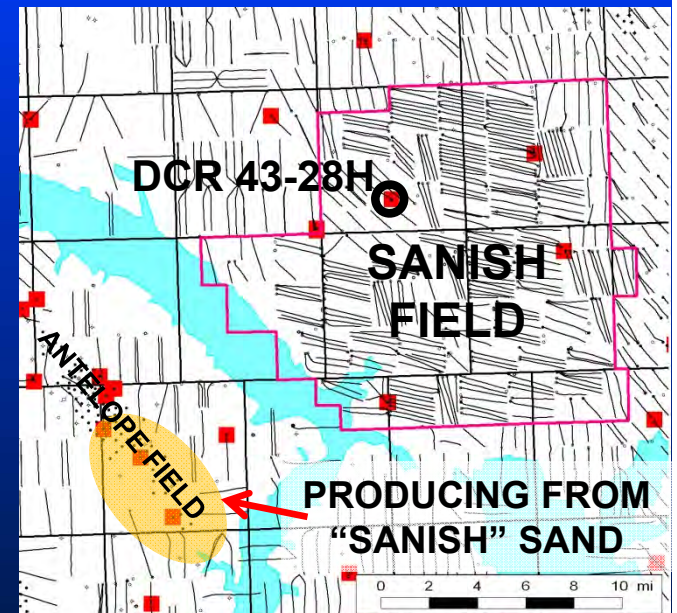 DCR 43-28H
SANISH
FIELD
ANTELOPE FIELD
PRODUCING FROM
“SANISH” SAND
0 2 4 6 8 10 mi